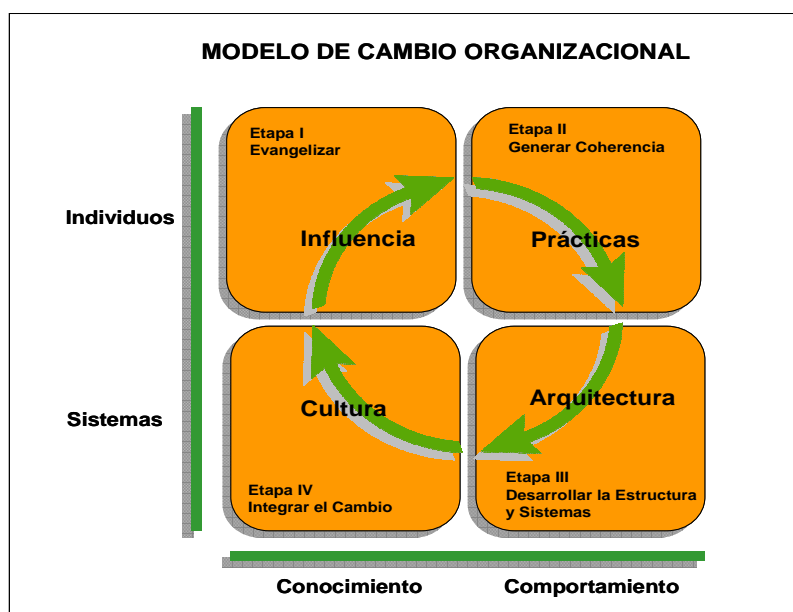 MODELO DE CAMBIO ORGANIZACIONAL
Etapa I
Evangelizar
Etapa II
Generar Coherencia
Individuos
Influencia
Prácticas
Sistemas
Cultura
Arquitectura
Etapa IV
Integrar el Cambio
Etapa III
Desarrollar la Estructura
y Sistemas
Conocimiento
Comportamiento